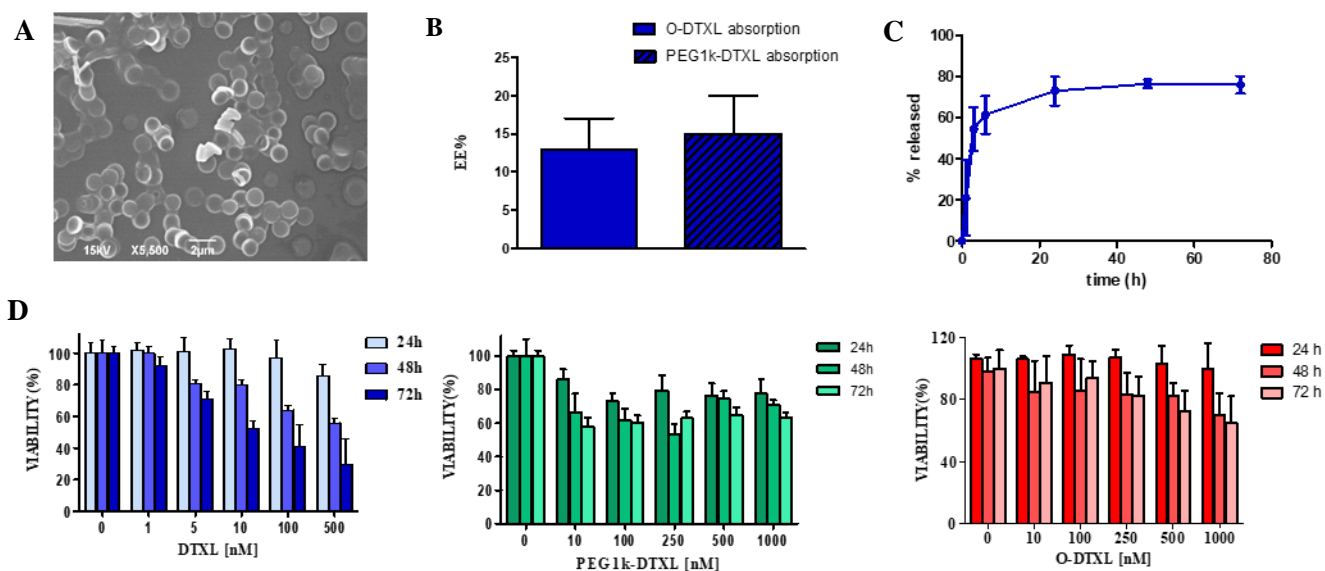 A
15kV X5,500 2µm
B
O-DTXL absorption
PEG1k-DTXL absorption
25
20
15
10
5
0
EE%
C
100
80
60
40
20
0
% released
0 20 40 60 80
time (h)
D
24h
48h
72h
100
80
60
40
20
0
VIABILITY(%)
0 1 5 10 100 500
DTXL [nM]
24h
48h
72h
100
80
60
40
20
0
VIABILITY(%)
0 10 100 250 500 1000
PEG1k-DTXL [nM]
24 h
48 h
72 h
120
80
40
0
VIABILITY(%)
0 10 100 250 500 1000
O-DTXL [nM]